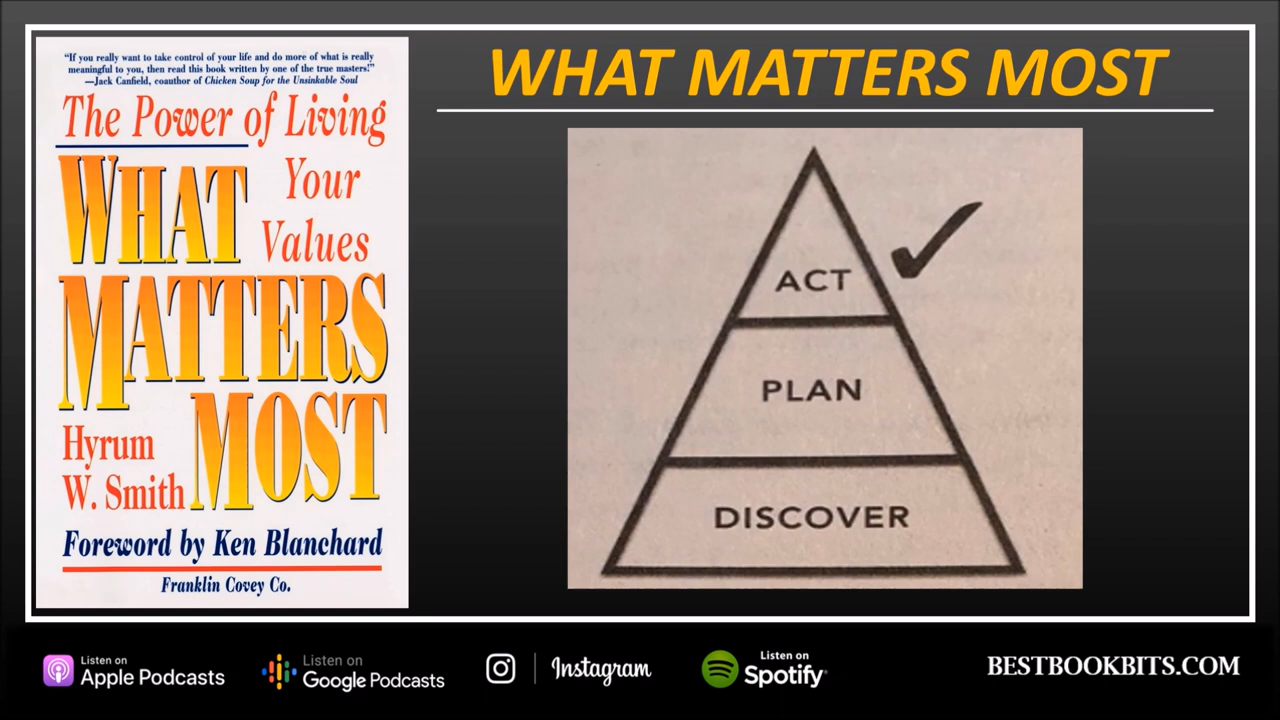 "If you really want to take control of your life and do more of what is really
meaningful to you, then read this book written by one of the true masters!"
—Jack Canfield, coauthor of Chicken Soup for the Unsinkable Soul
The Power of Living
Your
Values
WHAT
MATTERS
MOST
Hyrum
W. Smith
Foreword by Ken Blanchard
Franklin Covey Co.
WHAT MATTERS MOST
ACT
PLAN
DISCOVER
Listen on
Apple Podcasts
Listen on
Google Podcasts
Instagram
Listen on
Spotify
BESTBOOKBITS.COM